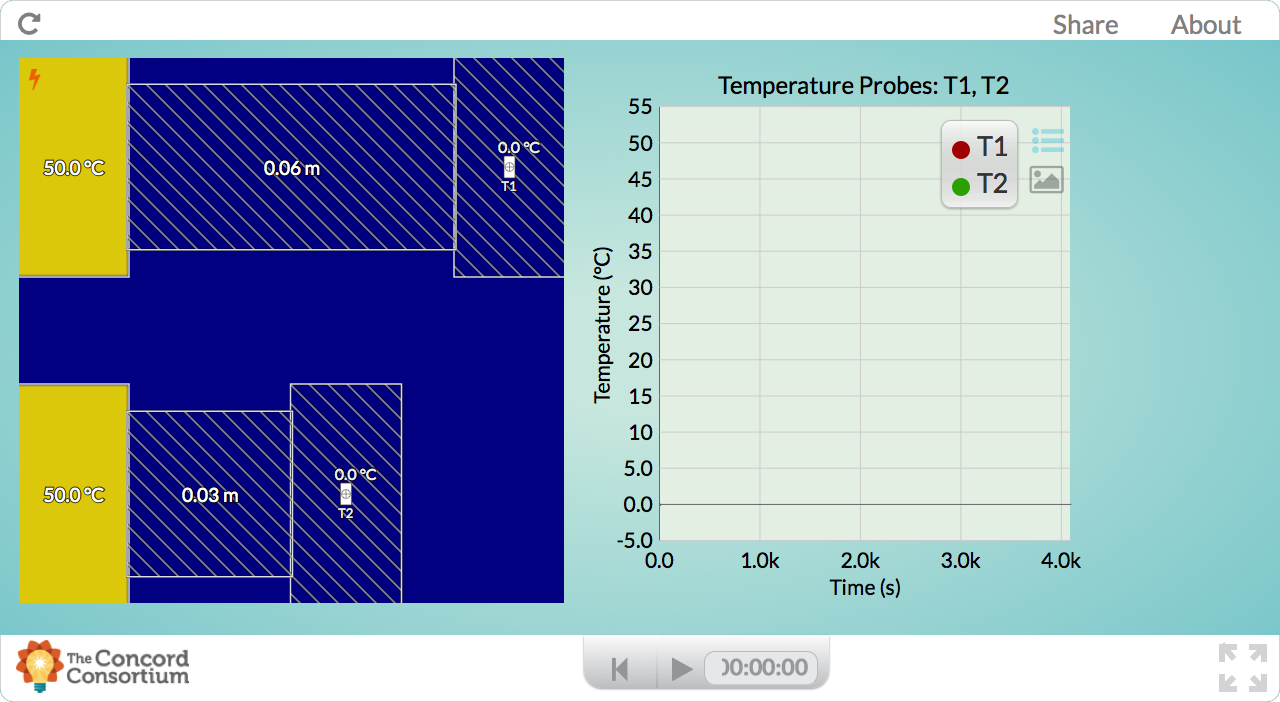 Share About
50.0 °C
0.06 m
0.0 °C
T1
50.0 °C
0.03 m
0.0 °C
T2
Temperature Probes: T1, T2
Temperature (°C)
55
50
45
40
35
30
25
20
15
10
5.0
0.0
-5.0
T1
T2
0.0 1.0k 2.0k 3.0k 4.0k
Time (s)
The Concord
Consortium
00:00:00